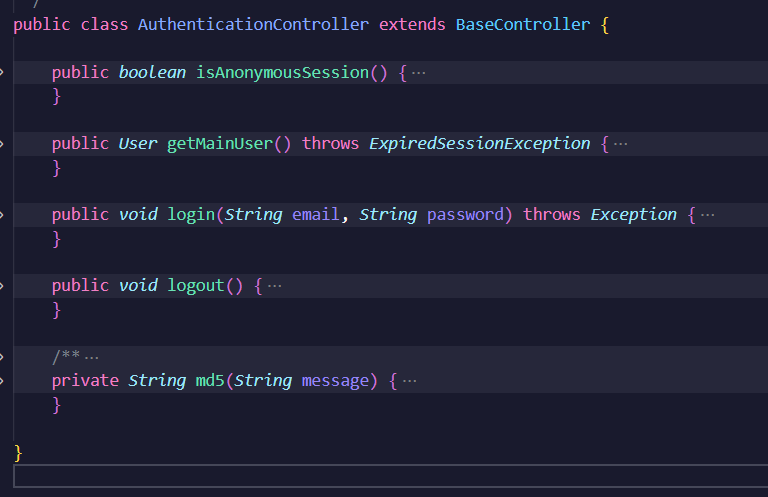 /
public class AuthenticationController extends BaseController {
public boolean isAnonymousSession() { ...
}
public User getMainUser() throws ExpiredSessionException { ...
}
public void login(String email, String password) throws Exception { ...
}
public void logout() { ...
}
/** ...
private String md5(String message) { ...
}
}